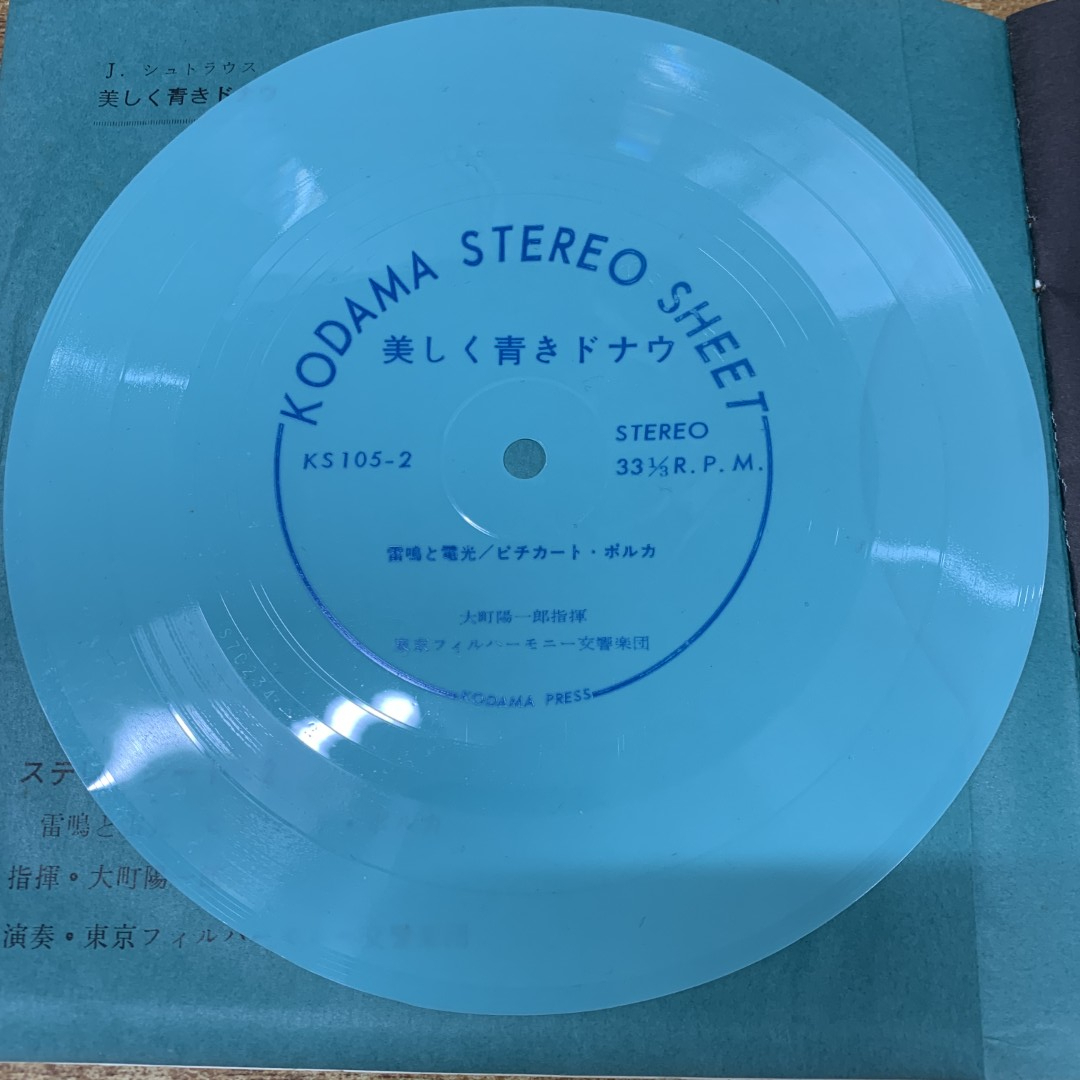 J. シュトラウス
美しく青きドナウ
KODAMA STEREO SHEET
美しく青きドナウ
KS105-2
STEREO
33⅓R.P.M.
雷鳴と電光/ピチカート・ポルカ
大町陽一郎指揮
東京フィルハーモニー交響楽団
KODAMA PRESS
ステ
雷鳴と
指揮・大町陽
演奏・東京フィルハー